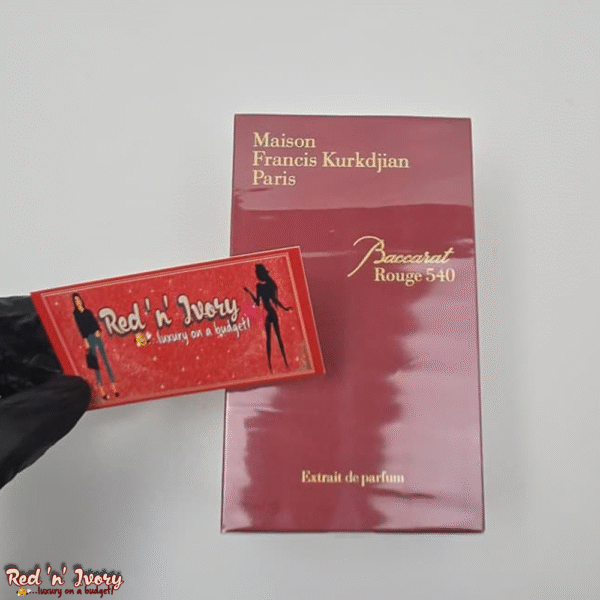 Maison
Francis Kurkdjian
Paris
Baccarat
Rouge 540
Extrait de parfum
Red 'n' Ivory
...luxury on a budget!
Red 'n' Ivory
...luxury on a budget!